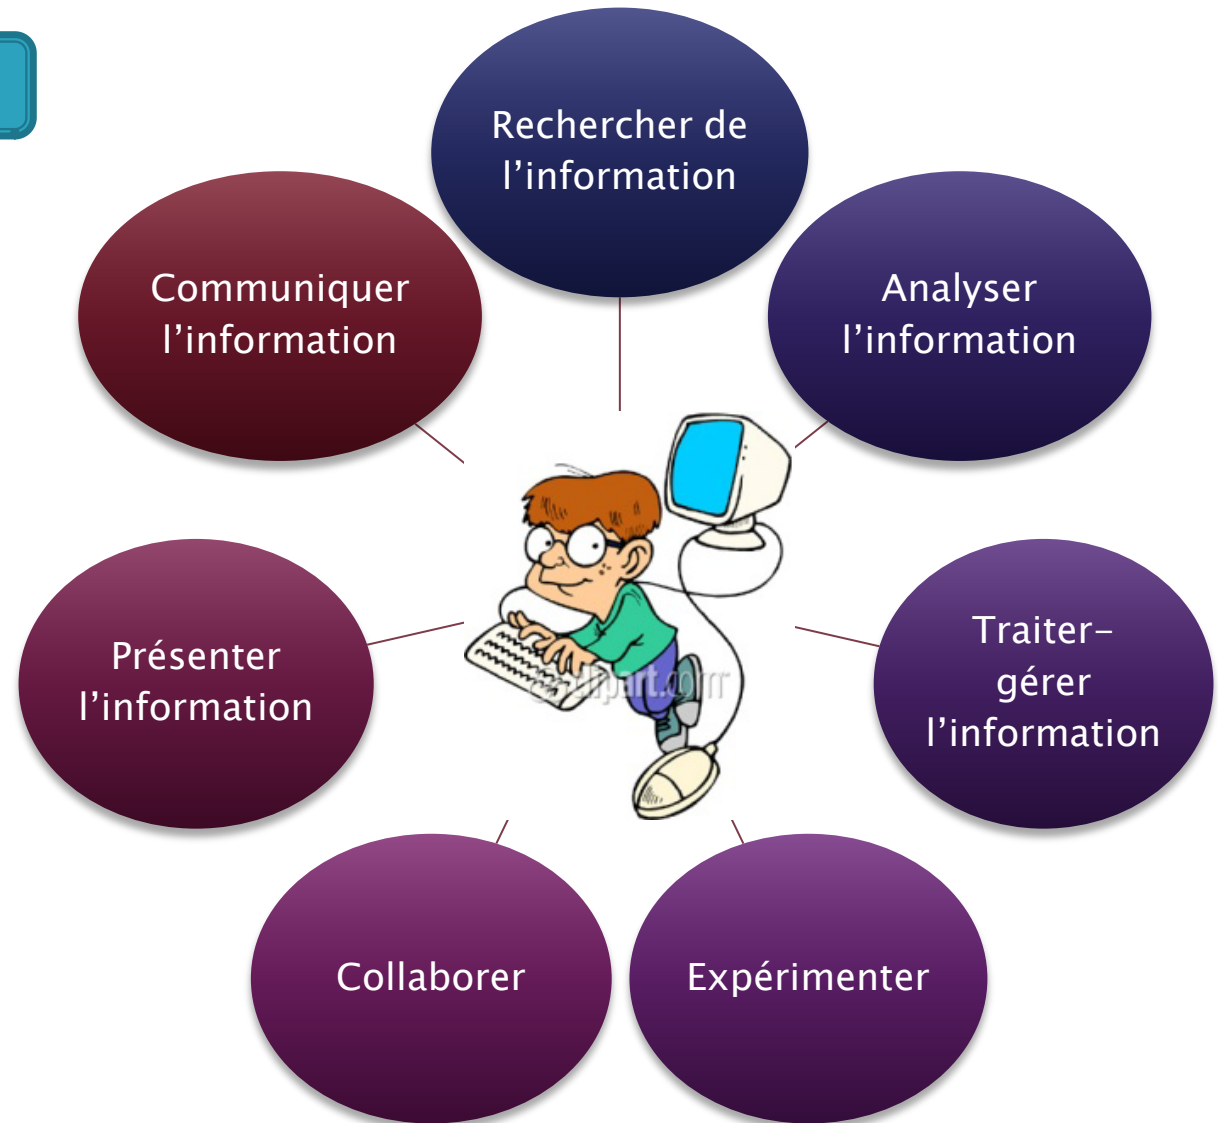 Rechercher de
l’information
Communiquer
l’information
Analyser
l’information
Présenter
l’information
Traiter-
gérer
l’information
Collaborer
Expérimenter